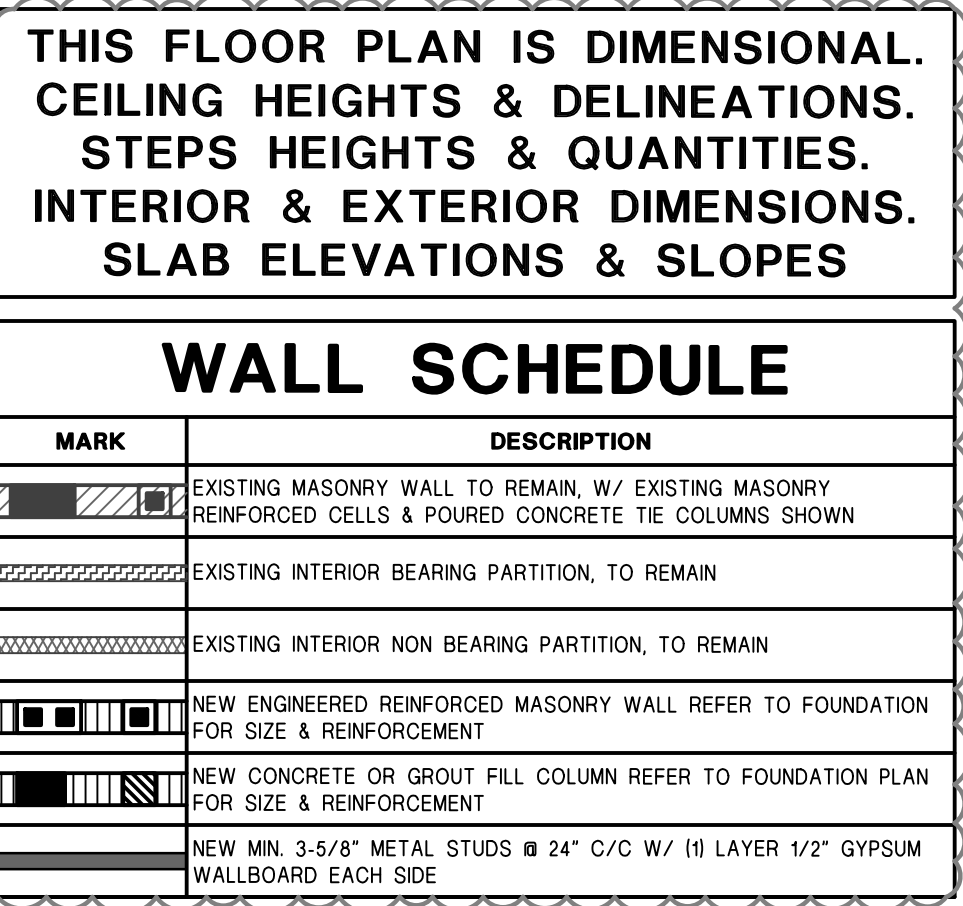 THIS FLOOR PLAN IS DIMENSIONAL.
CEILING HEIGHTS & DELINEATIONS.
STEPS HEIGHTS & QUANTITIES.
INTERIOR & EXTERIOR DIMENSIONS.
SLAB ELEVATIONS & SLOPES
WALL SCHEDULE
MARK DESCRIPTION
EXISTING MASONRY WALL TO REMAIN, W/ EXISTING MASONRY
REINFORCED CELLS & POURED CONCRETE TIE COLUMNS SHOWN
EXISTING INTERIOR BEARING PARTITION, TO REMAIN
EXISTING INTERIOR NON BEARING PARTITION, TO REMAIN
NEW ENGINEERED REINFORCED MASONRY WALL REFER TO FOUNDATION
FOR SIZE & REINFORCEMENT
NEW CONCRETE OR GROUT FILL COLUMN REFER TO FOUNDATION PLAN
FOR SIZE & REINFORCEMENT
NEW MIN. 3-5/8" METAL STUDS @ 24" C/C W/ (1) LAYER 1/2" GYPSUM
WALLBOARD EACH SIDE